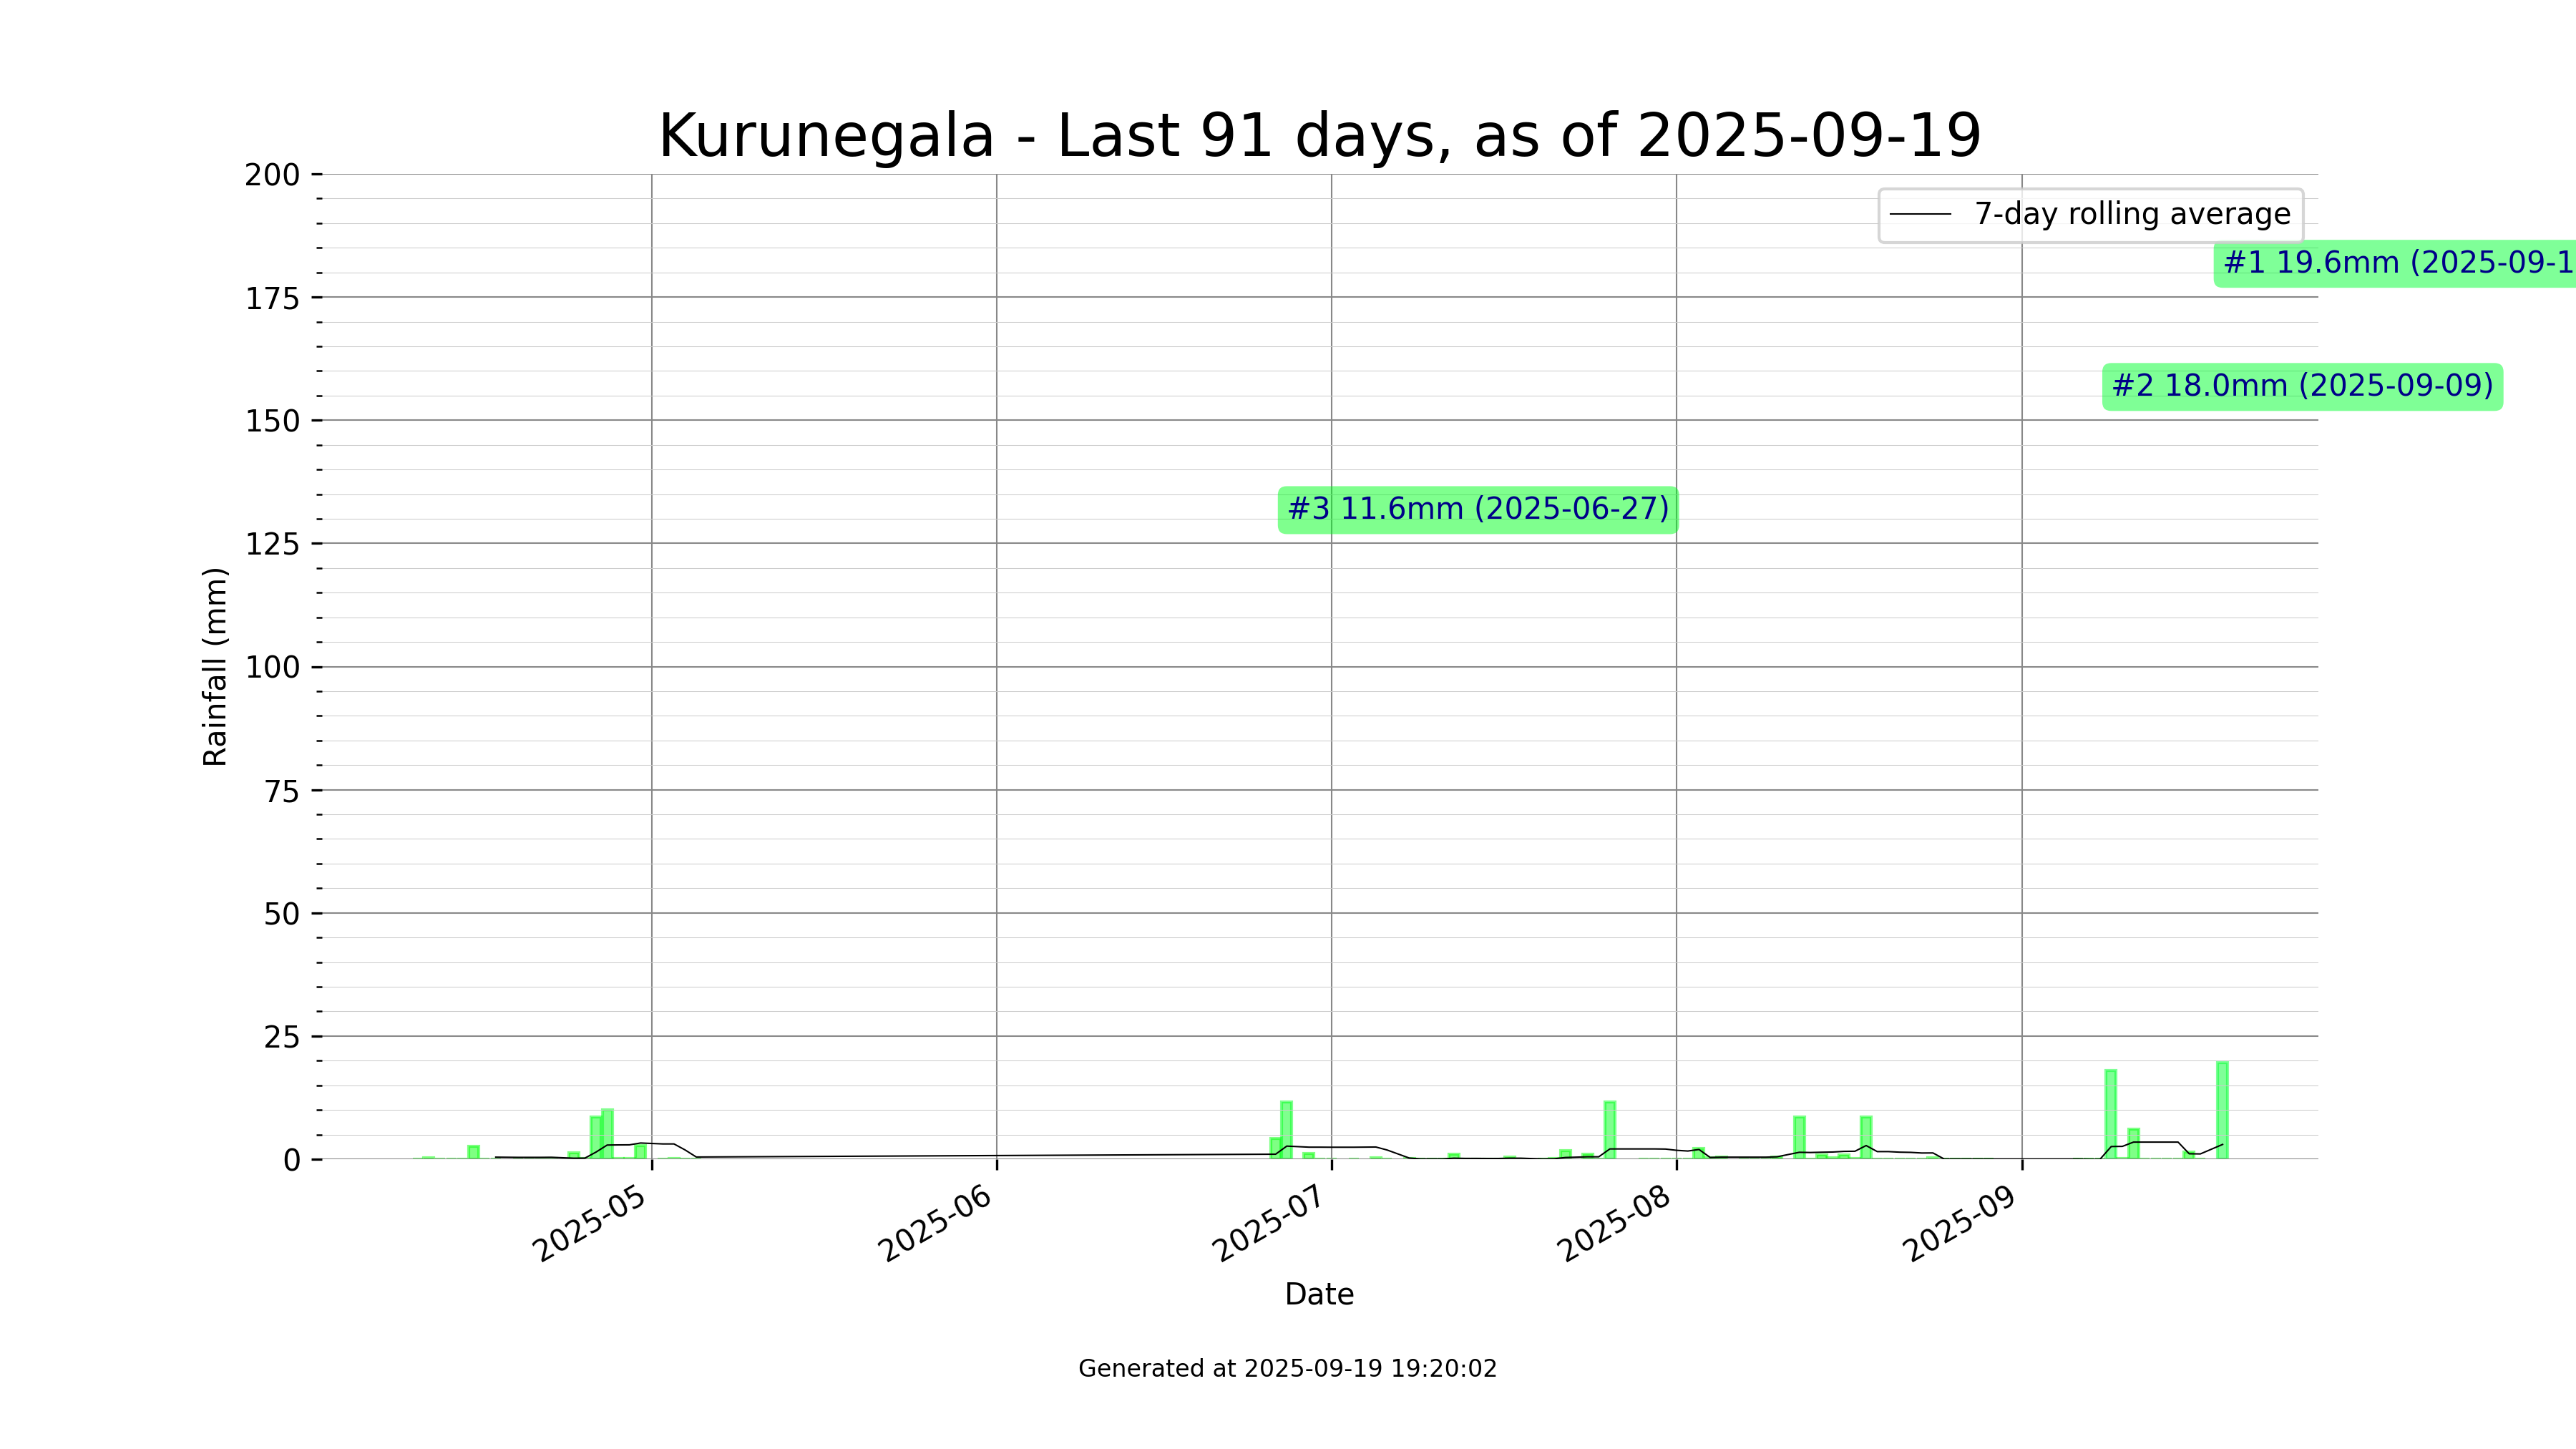 Kurunegala - Last 91 days, as of 2025-09-19
7-day rolling average
#1 19.6mm (2025-09-1
#2 18.0mm (2025-09-09)
#3 11.6mm (2025-06-27)
Rainfall (mm)
200
175
150
125
100
75
50
25
0
2025-05
2025-06
2025-07
2025-08
2025-09
Date
Generated at 2025-09-19 19:20:02